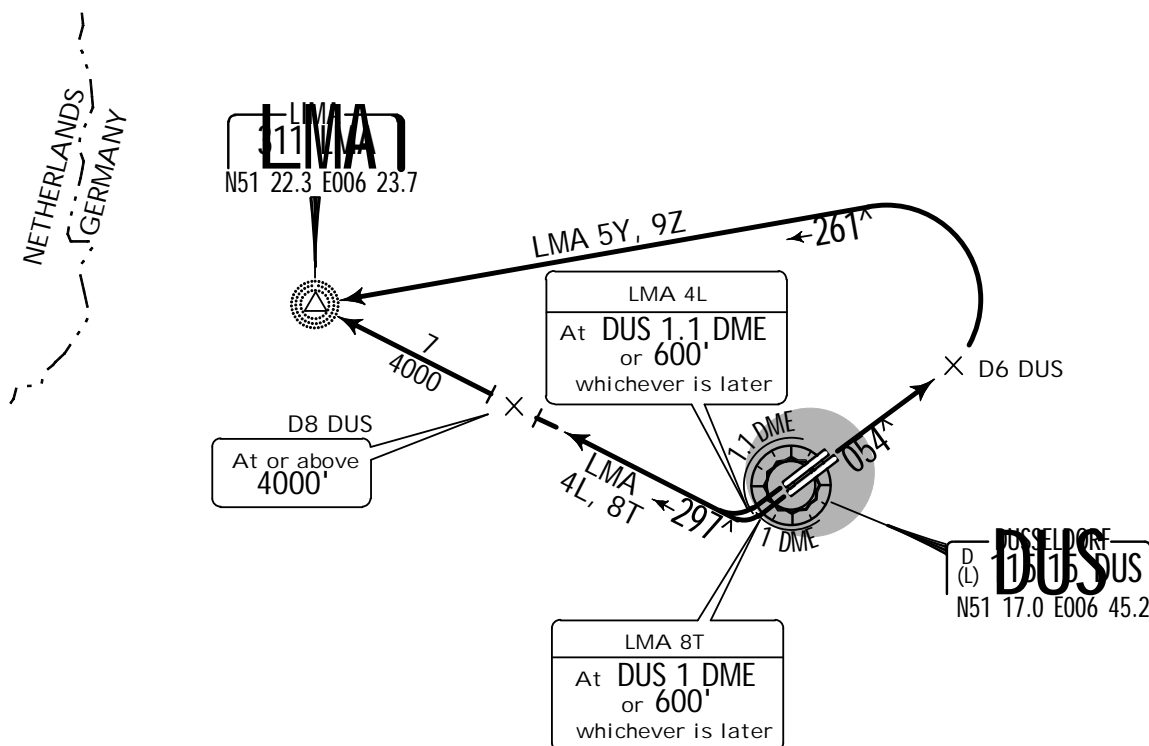 NETHERLANDS
GERMANY
LIMA
LMA
311 LMA
N51 22.3 E006 23.7
LMA 5Y, 9Z
261^
LMA 4L
At DUS 1.1 DME
or 600'
whichever is later
7
4000
D6 DUS
D8 DUS
At or above
4000'
1.1 DME
054^
LMA
4L, 8T
297^
1 DME
DUSSELDORF
D
(L)
DUS
N51 17.0 E006 45.2
LMA 8T
At DUS 1 DME
or 600'
whichever is later